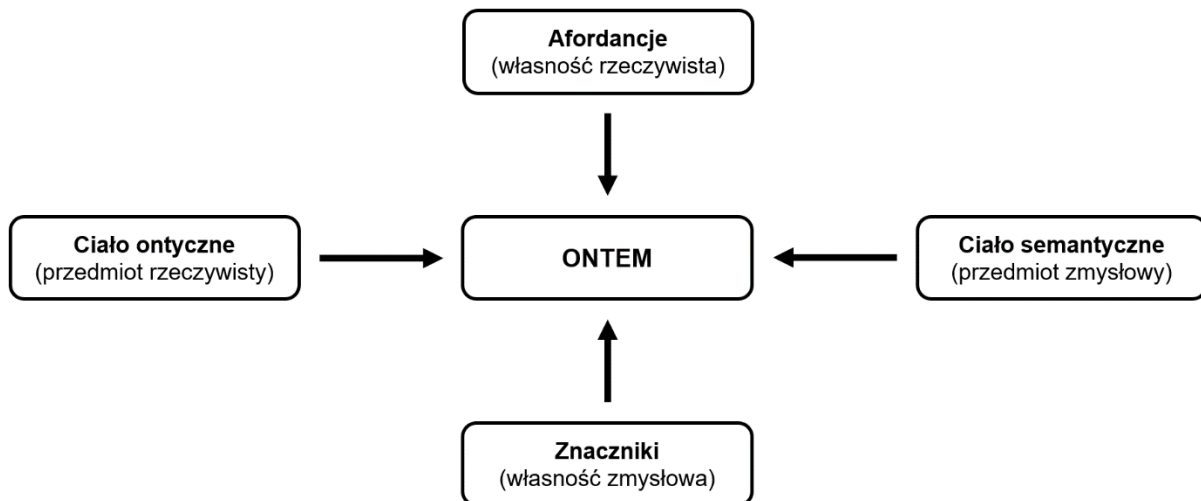 Afordancje
(własność rzeczywista)
Ciało ontyczne
(przedmiot rzeczywisty)
ONTEM
Ciało semantyczne
(przedmiot zmysłowy)
Znaczniki
(własność zmysłowa)